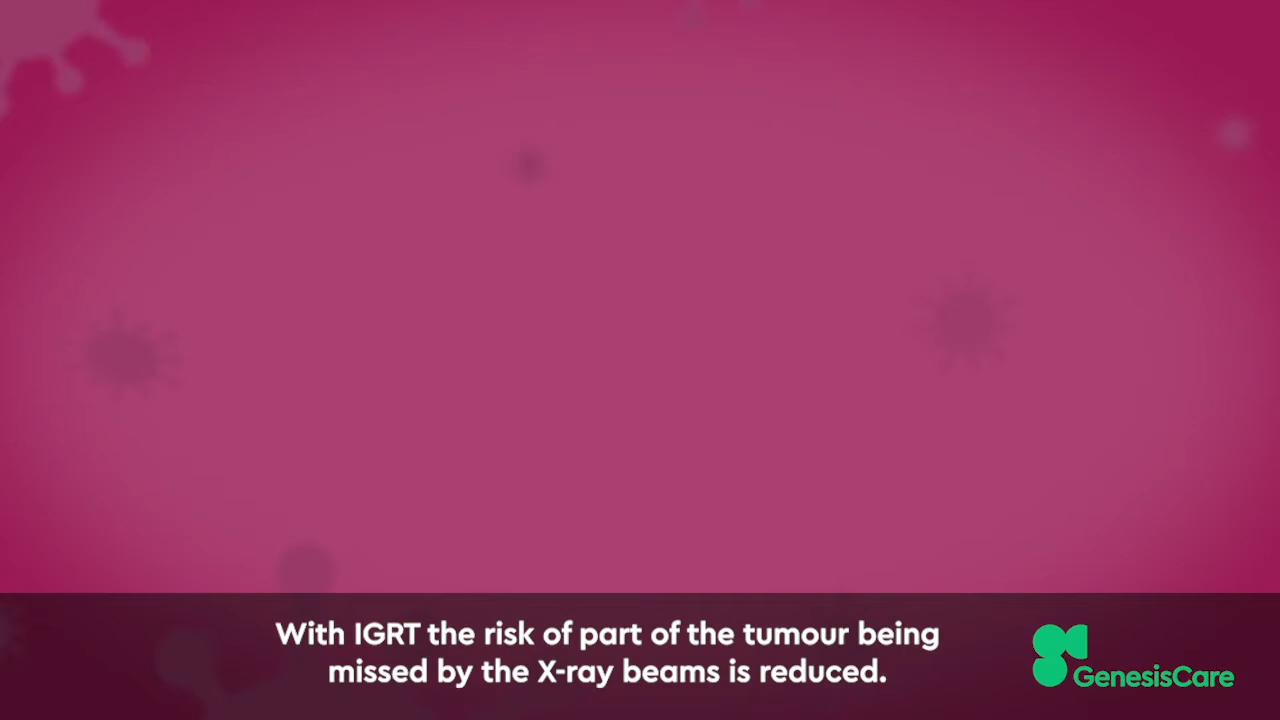 With IGRT the risk of part of the tumour being
missed by the X-ray beams is reduced.
GenesisCare